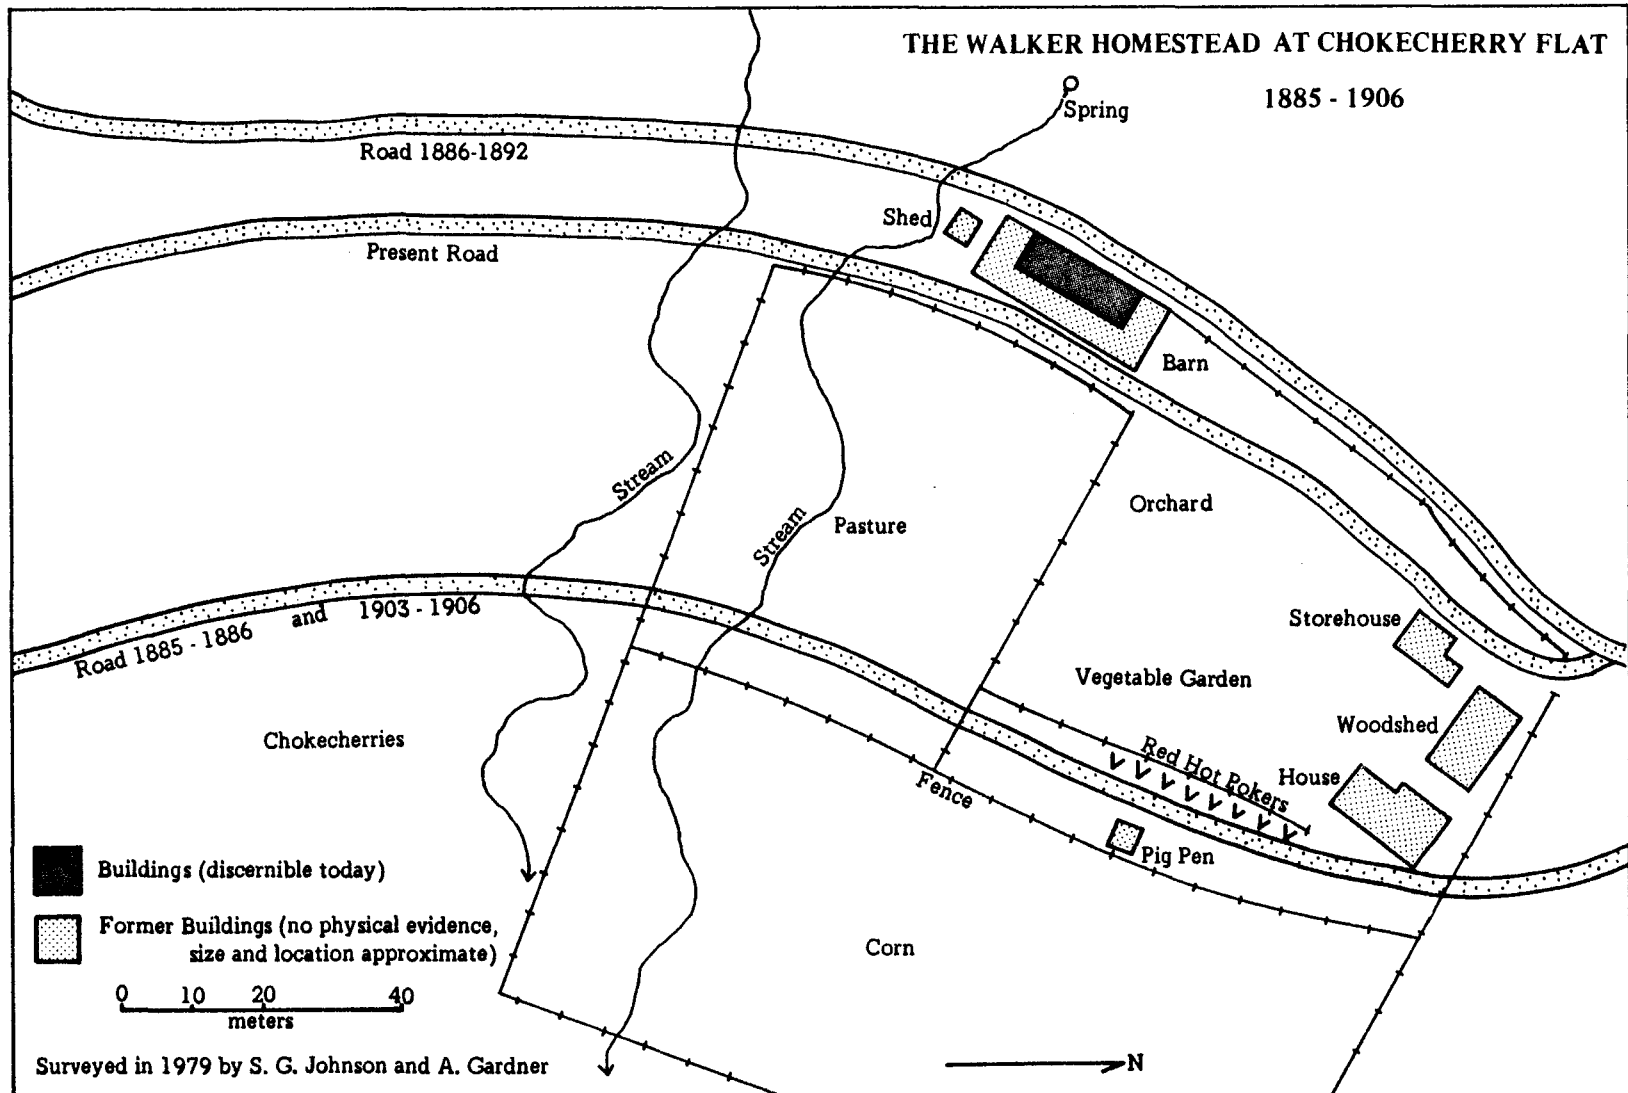 THE WALKER HOMESTEAD AT CHOKECHERRY FLAT
1885 - 1906
Spring
Road 1886-1892
Shed
Present Road
Barn
Stream
Orchard
Stream
Pasture
Road 1885 - 1886 and 1903 - 1906
Storehouse
Vegetable Garden
Woodshed
Chokecherries
Red Hot Pokers
House
Fence
Pig Pen
Buildings (discernible today)
Former Buildings (no physical evidence,
size and location approximate)
Corn
0 10 20 40
meters
Surveyed in 1979 by S. G. Johnson and A. Gardner
N